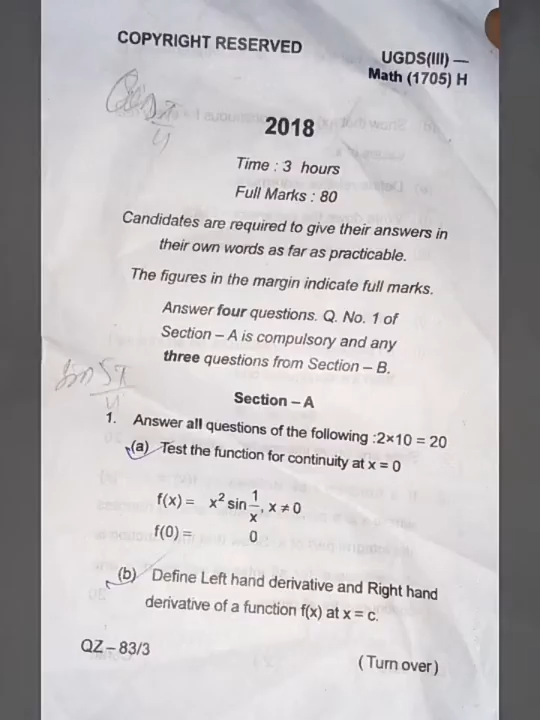 COPYRIGHT RESERVED
UGDS(III) —
Math (1705) H
2018
Time : 3 hours
Full Marks : 80
Candidates are required to give their answers in
their own words as far as practicable.
The figures in the margin indicate full marks.
Answer four questions. Q. No. 1 of
Section – A is compulsory and any
three questions from Section – B.
Section – A
1. Answer all questions of the following :2×10 = 20
(a) Test the function for continuity at x = 0
f(x) = x² sin 1/x, x ≠ 0
f(0) = 0
(b) Define Left hand derivative and Right hand
derivative of a function f(x) at x = c.
QZ – 83/3
(Turn over)